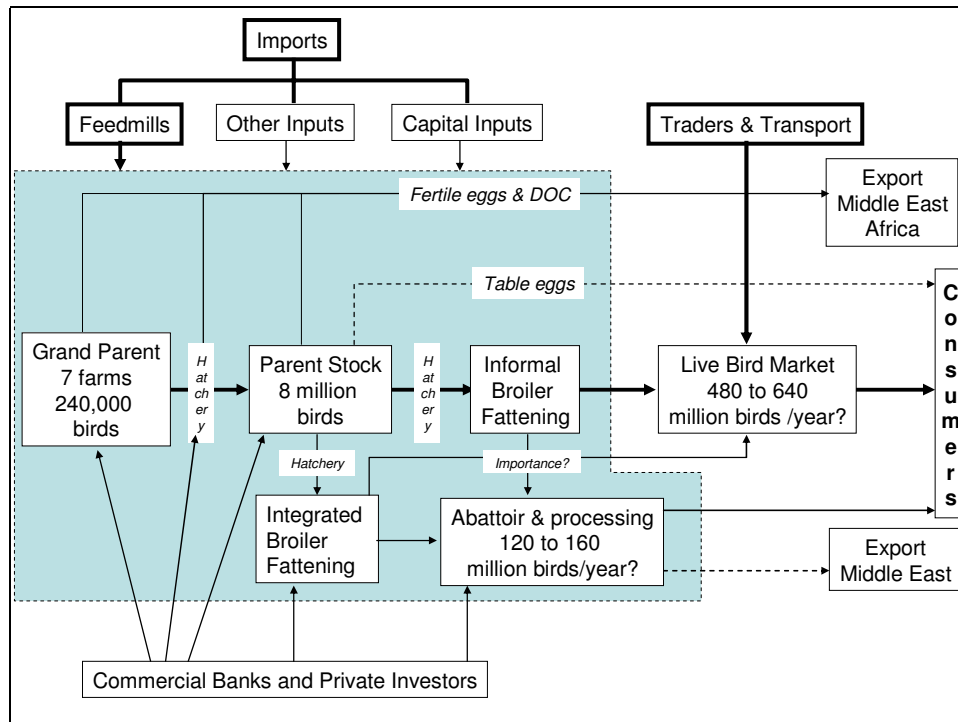 Imports
Feedmills
Other Inputs
Capital Inputs
Traders & Transport
Fertile eggs & DOC
Export
Middle East
Africa
Table eggs
Grand Parent
7 farms
240,000
birds
H
at
ch
er
y
Parent Stock
8 million
birds
H
at
ch
er
y
Informal
Broiler
Fattening
Live Bird Market
480 to 640
million birds /year?
C
o
n
s
u
m
e
r
s
Hatchery
Importance?
Integrated
Broiler
Fattening
Abattoir & processing
120 to 160
million birds/year?
Export
Middle East
Commercial Banks and Private Investors